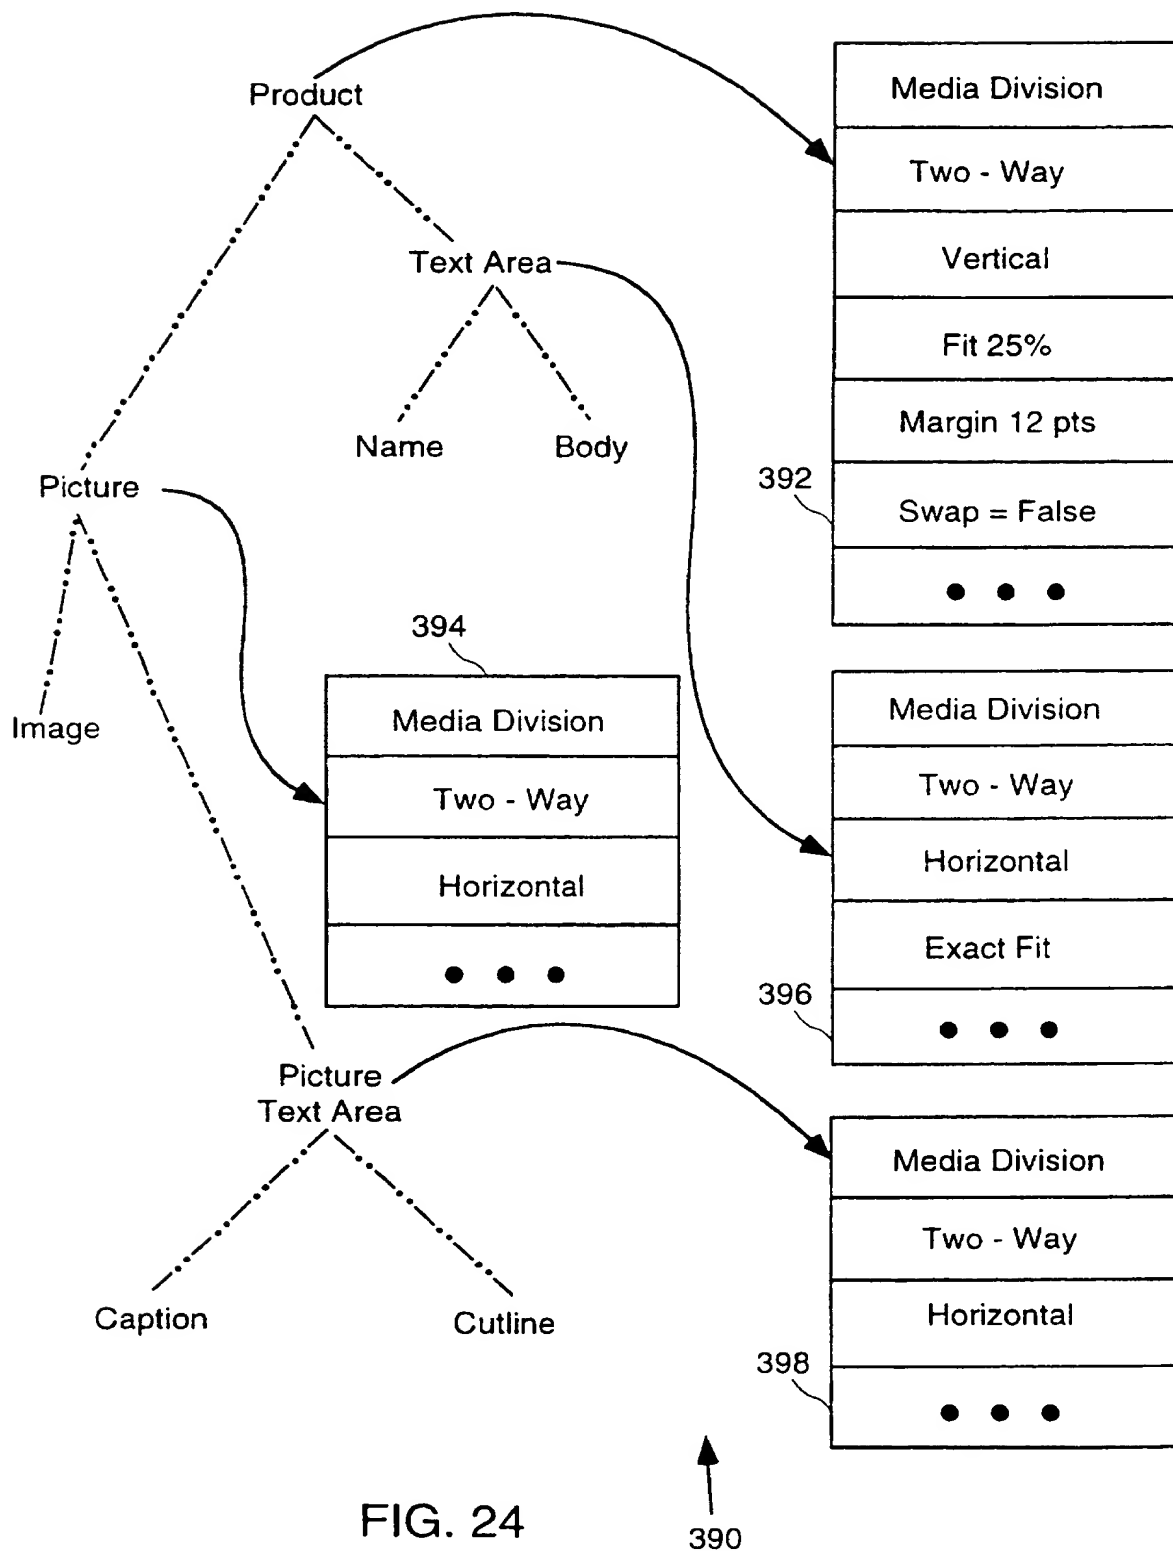 Product
Text Area
Name
Body
Picture
Image
Picture
Text Area
Caption
Cutline
Media Division
Two - Way
Vertical
Fit 25%
Margin 12 pts
Swap = False
• • •
392
394
Media Division
Two - Way
Horizontal
• • •
Media Division
Two - Way
Horizontal
Exact Fit
• • •
396
Media Division
Two - Way
Horizontal
• • •
398
FIG. 24
390